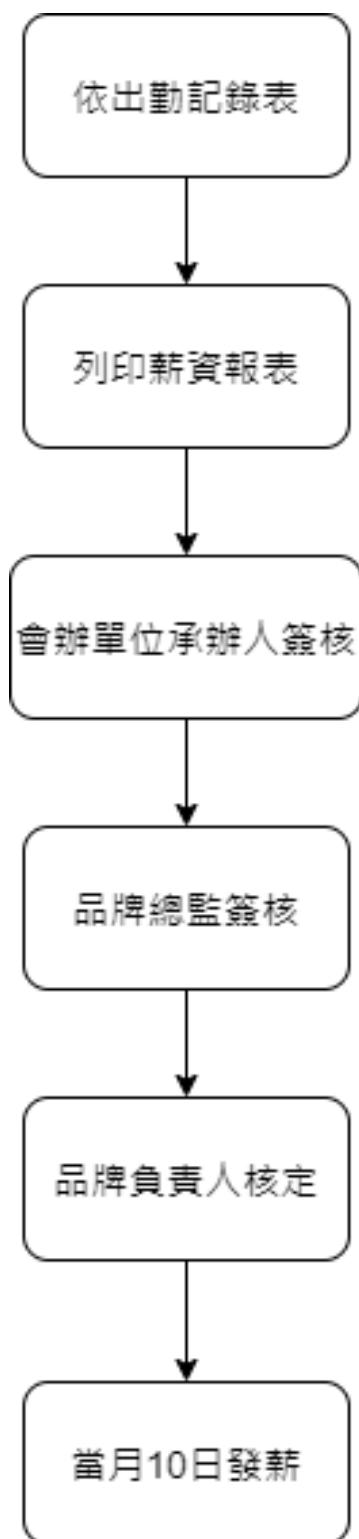 依出勤記錄表
列印薪資報表
會辦單位承辦人簽核
品牌總監簽核
品牌負責人核定
當月10日發薪